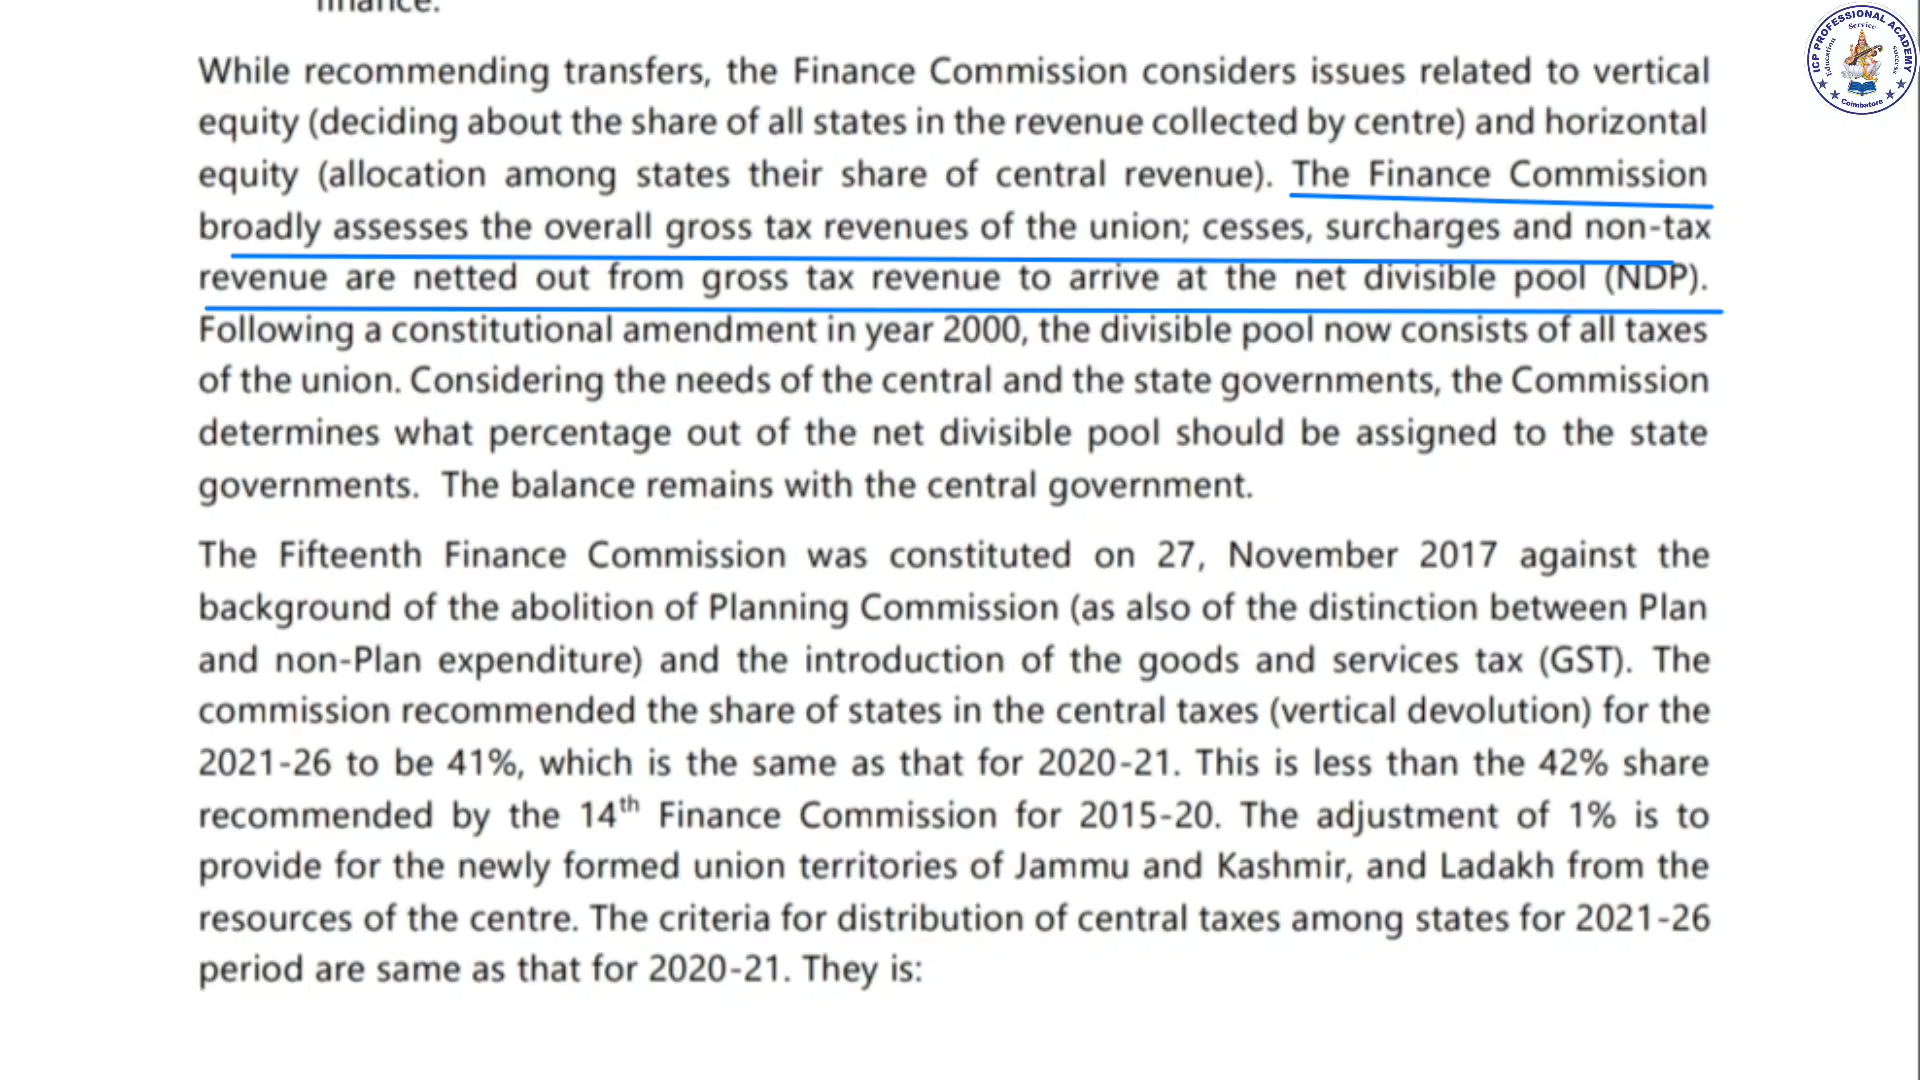 finance.
While recommending transfers, the Finance Commission considers issues related to vertical
equity (deciding about the share of all states in the revenue collected by centre) and horizontal
equity (allocation among states their share of central revenue). The Finance Commission
broadly assesses the overall gross tax revenues of the union; cesses, surcharges and non-tax
revenue are netted out from gross tax revenue to arrive at the net divisible pool (NDP).
Following a constitutional amendment in year 2000, the divisible pool now consists of all taxes
of the union. Considering the needs of the central and the state governments, the Commission
determines what percentage out of the net divisible pool should be assigned to the state
governments. The balance remains with the central government.
The Fifteenth Finance Commission was constituted on 27, November 2017 against the
background of the abolition of Planning Commission (as also of the distinction between Plan
and non-Plan expenditure) and the introduction of the goods and services tax (GST). The
commission recommended the share of states in the central taxes (vertical devolution) for the
2021-26 to be 41%, which is the same as that for 2020-21. This is less than the 42% share
recommended by the 14th Finance Commission for 2015-20. The adjustment of 1% is to
provide for the newly formed union territories of Jammu and Kashmir, and Ladakh from the
resources of the centre. The criteria for distribution of central taxes among states for 2021-26
period are same as that for 2020-21. They is:
ICP PROFESSIONAL ACADEMY
Service
Education
Success
Coimbatore